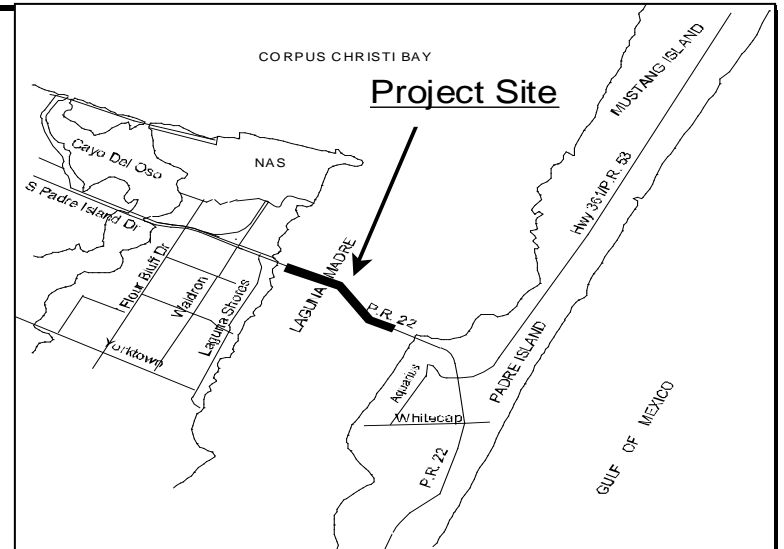 CORPUS CHRISTI BAY
Project Site
MUSTANG ISLAND
Cayo Del Oso
NAS
S Padre Island Dr
Hwy 361/P.R. 53
Flour Bluff Dr
Waldron
Laguna Shores
LAGUNA MADRE
P.R. 22
Yorktown
PADRE ISLAND
Aquarius
Whitecap
P.R. 22
GULF OF MEXICO